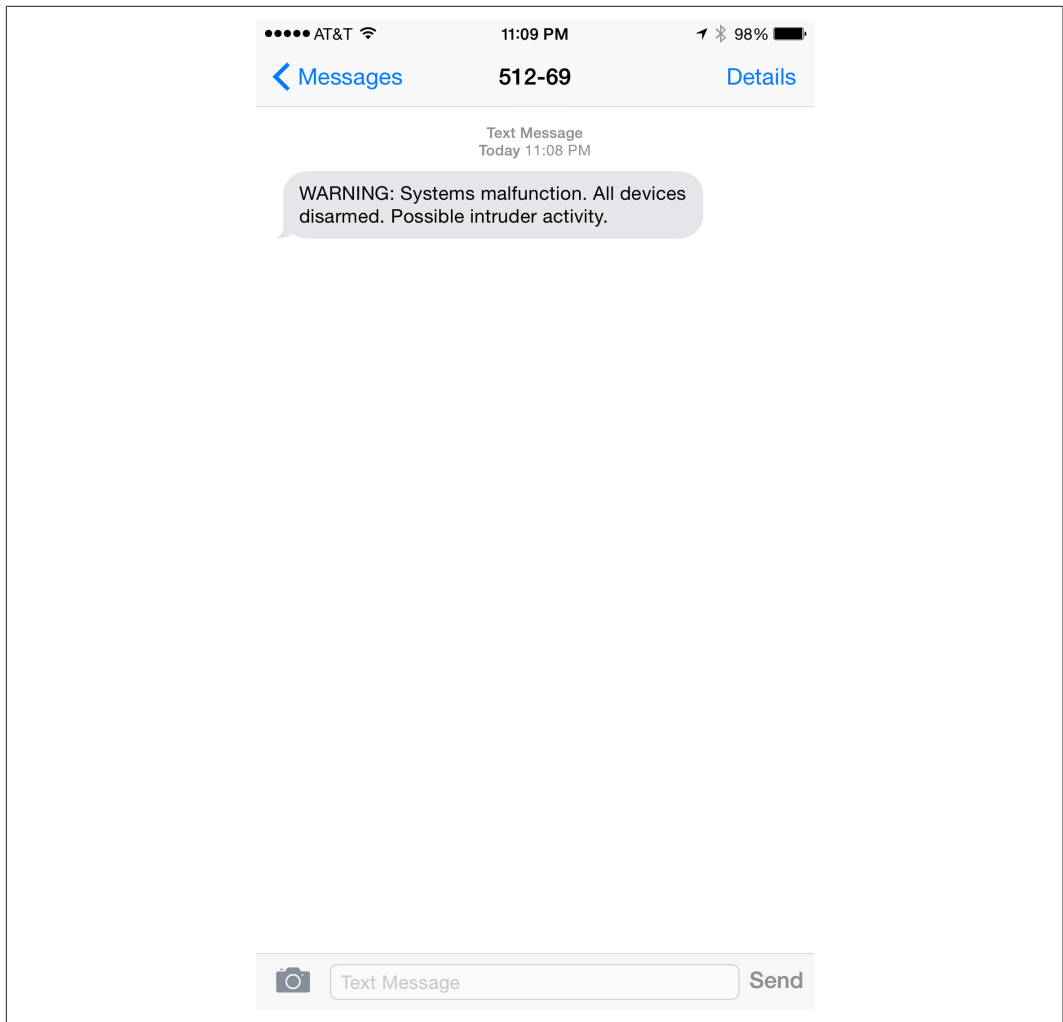 AT&T 11:09 PM 98%
Messages 512-69 Details
Text Message
Today 11:08 PM
WARNING: Systems malfunction. All devices
disarmed. Possible intruder activity.
Text Message Send